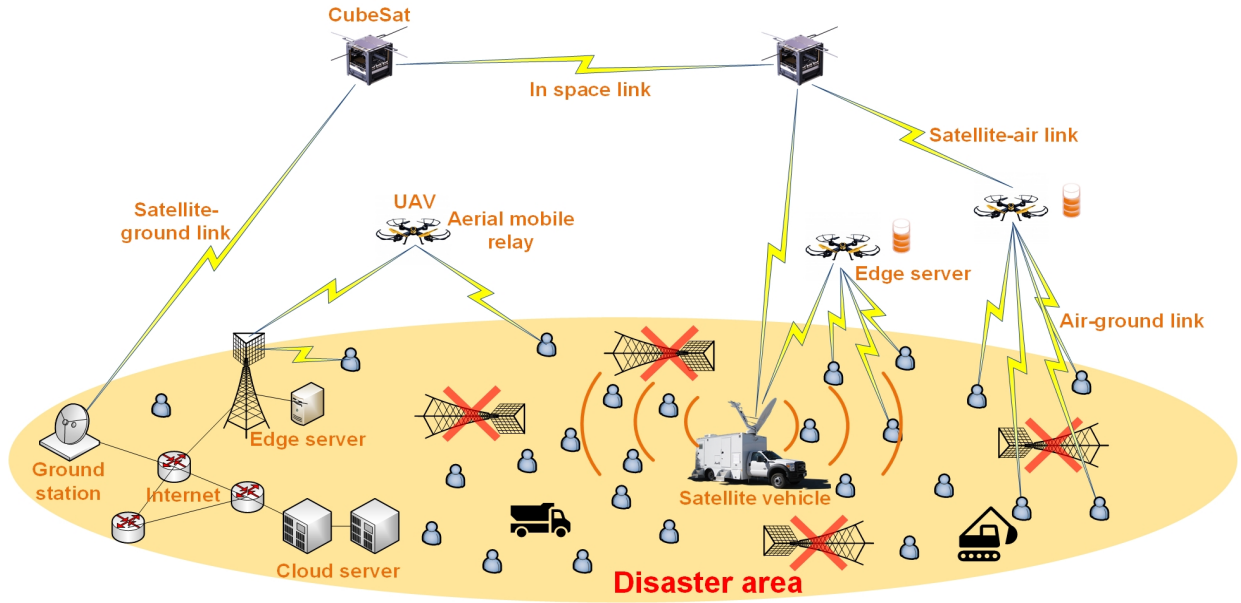 CubeSat
In space link
Satellite-air link
Satellite-
ground link
UAV
Aerial mobile
relay
Edge server
Air-ground link
Edge server
Ground
station
Internet
Satellite vehicle
Cloud server
Disaster area